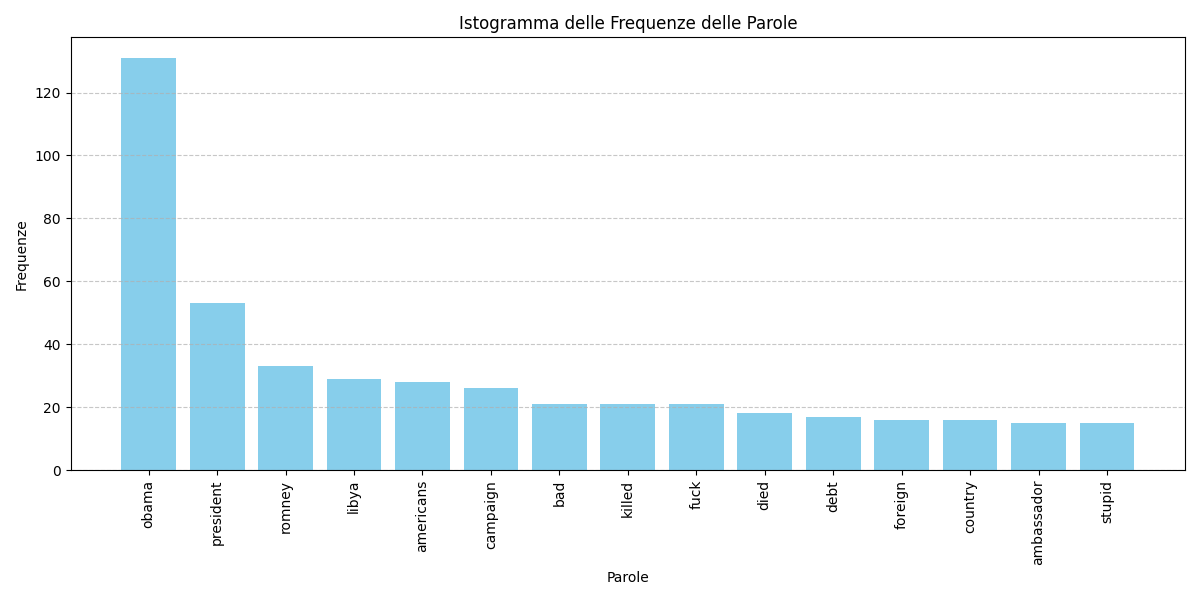 Istogramma delle Frequenze delle Parole
Frequenze
120
100
80
60
40
20
0
obama
president
romney
libya
americans
campaign
bad
killed
fuck
died
debt
foreign
country
ambassador
stupid
Parole